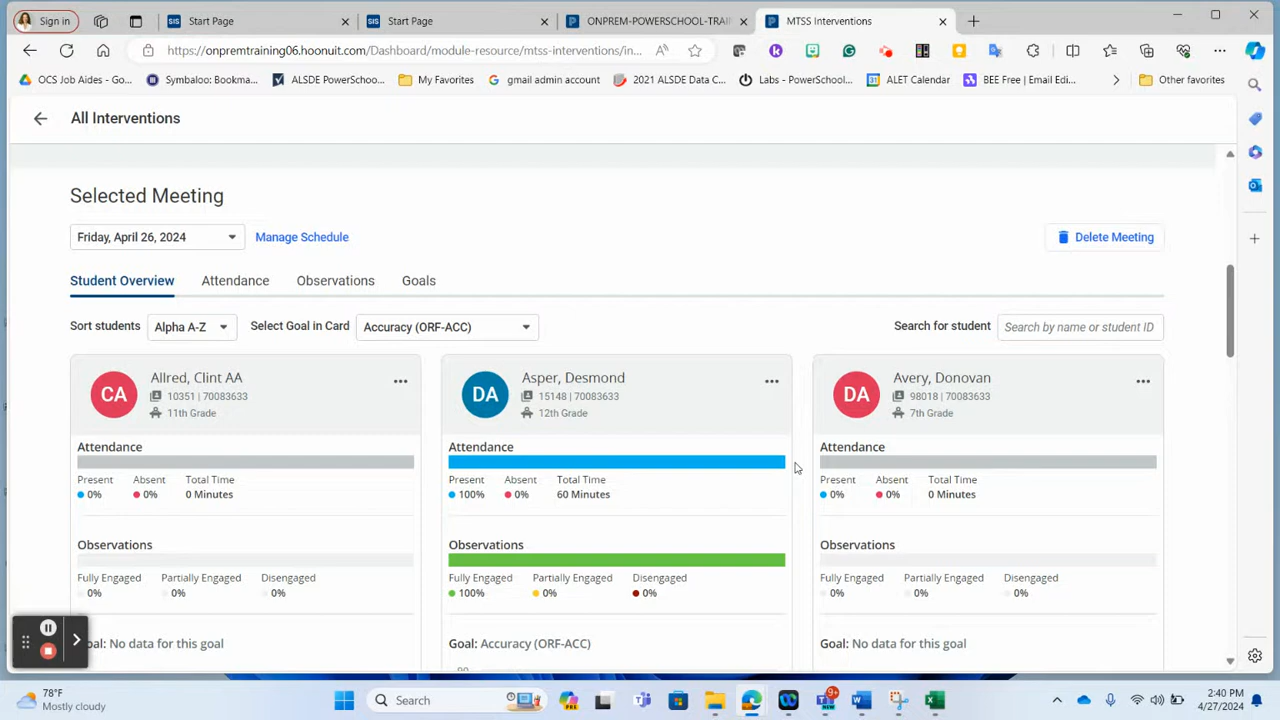 Sign in
SIS Start Page
SIS Start Page
ONPREM-POWERSCHOOL-TRAI
MTSS Interventions
https://onpremtraining06.hoonuit.com/Dashboard/module-resource/mtss-interventions/in...
OCS Job Aides - Go...
Symbaloo: Bookma...
ALSDE PowerSchoo...
My Favorites
gmail admin account
2021 ALSDE Data C...
Labs - PowerSchool...
ALET Calendar
BEE Free | Email Edi...
Other favorites
All Interventions
Selected Meeting
Friday, April 26, 2024
Manage Schedule
Delete Meeting
Student Overview
Attendance
Observations
Goals
Sort students
Alpha A-Z
Select Goal in Card
Accuracy (ORF-ACC)
Search for student
Search by name or student ID
CA
Allred, Clint AA
10351 | 70083633
11th Grade
Attendance
Present Absent Total Time
0% 0% 0 Minutes
Observations
Fully Engaged Partially Engaged Disengaged
0% 0% 0%
oal: No data for this goal
DA
Asper, Desmond
15148 | 70083633
12th Grade
Attendance
Present Absent Total Time
100% 0% 60 Minutes
Observations
Fully Engaged Partially Engaged Disengaged
100% 0% 0%
Goal: Accuracy (ORF-ACC)
DA
Avery, Donovan
98018 | 70083633
7th Grade
Attendance
Present Absent Total Time
0% 0% 0 Minutes
Observations
Fully Engaged Partially Engaged Disengaged
0% 0% 0%
Goal: No data for this goal
78°F
Mostly cloudy
Search
PRE
9+
NEW
2:40 PM
4/27/2024